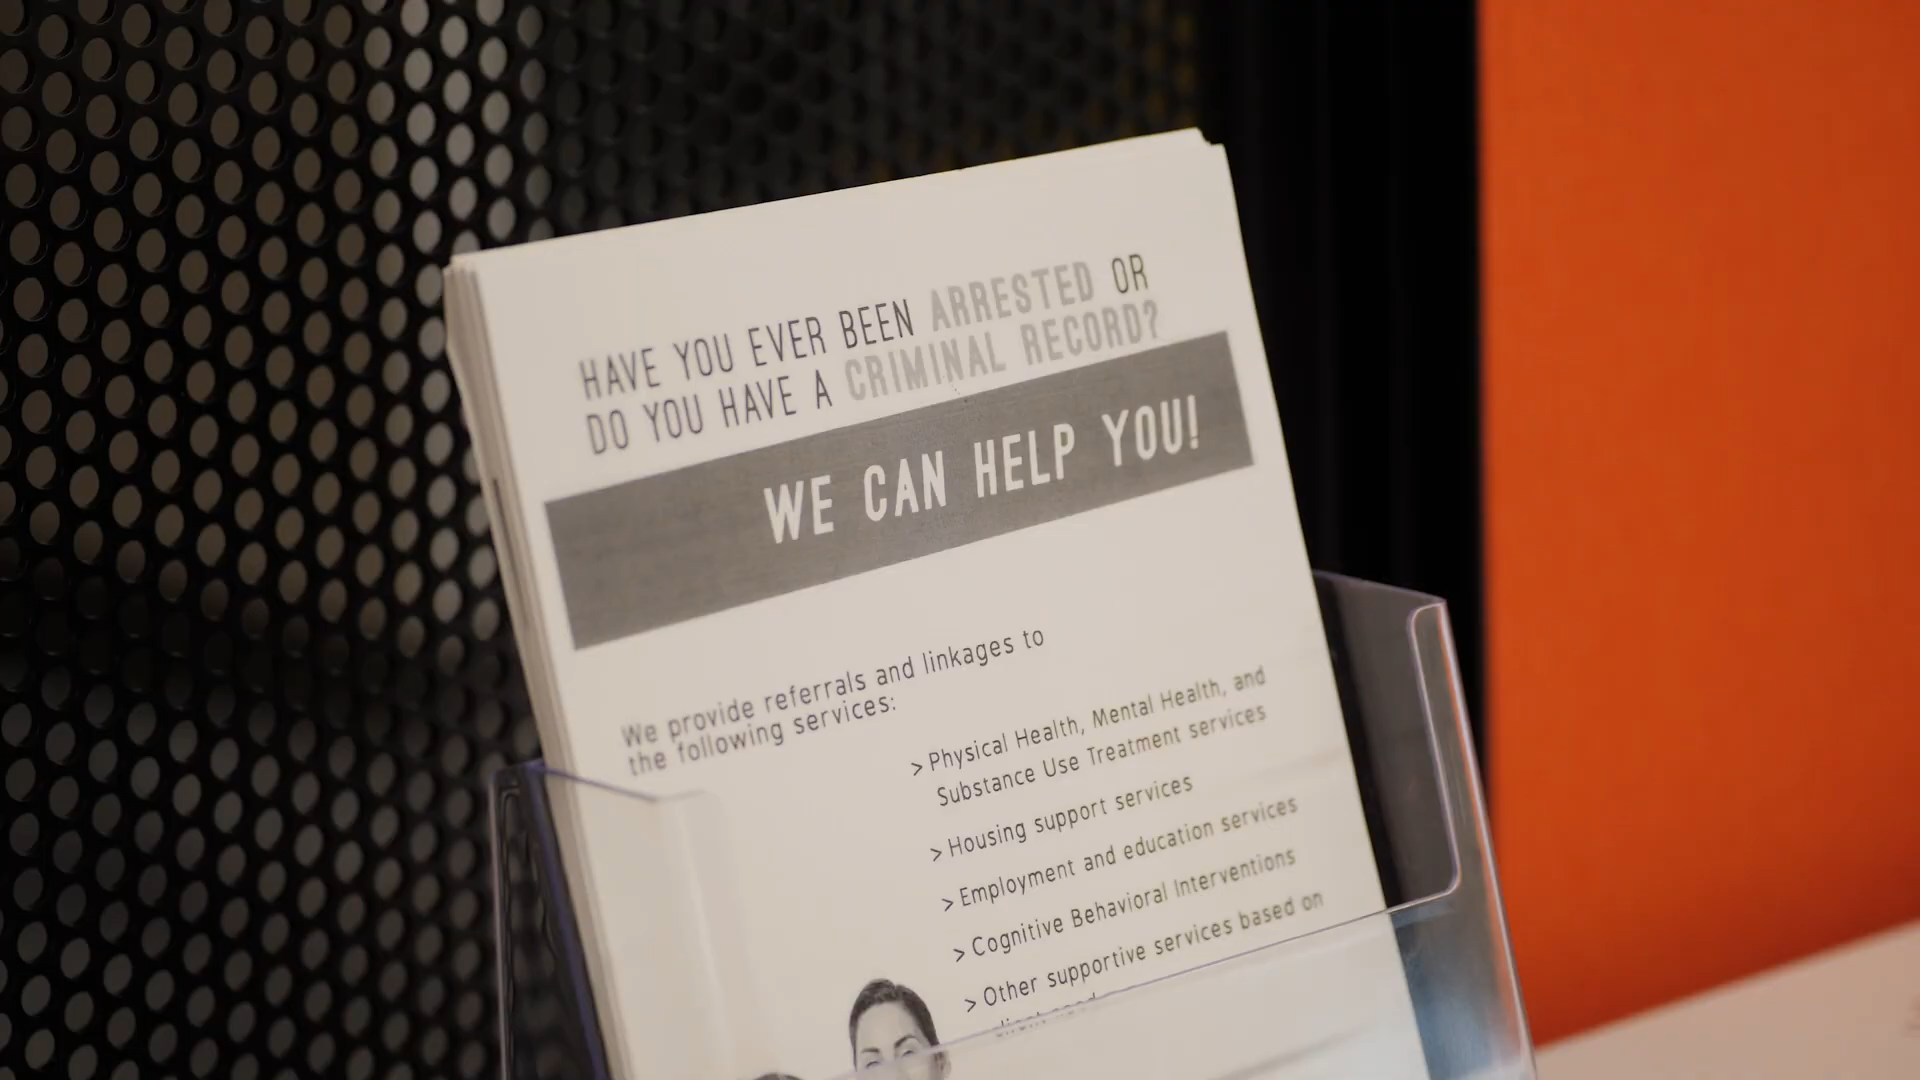 HAVE YOU EVER BEEN ARRESTED OR
DO YOU HAVE A CRIMINAL RECORD?
WE CAN HELP YOU!
We provide referrals and linkages to
the following services:
> Physical Health, Mental Health, and
Substance Use Treatment services
> Housing support services
> Employment and education services
> Cognitive Behavioral Interventions
> Other supportive services based on
client need